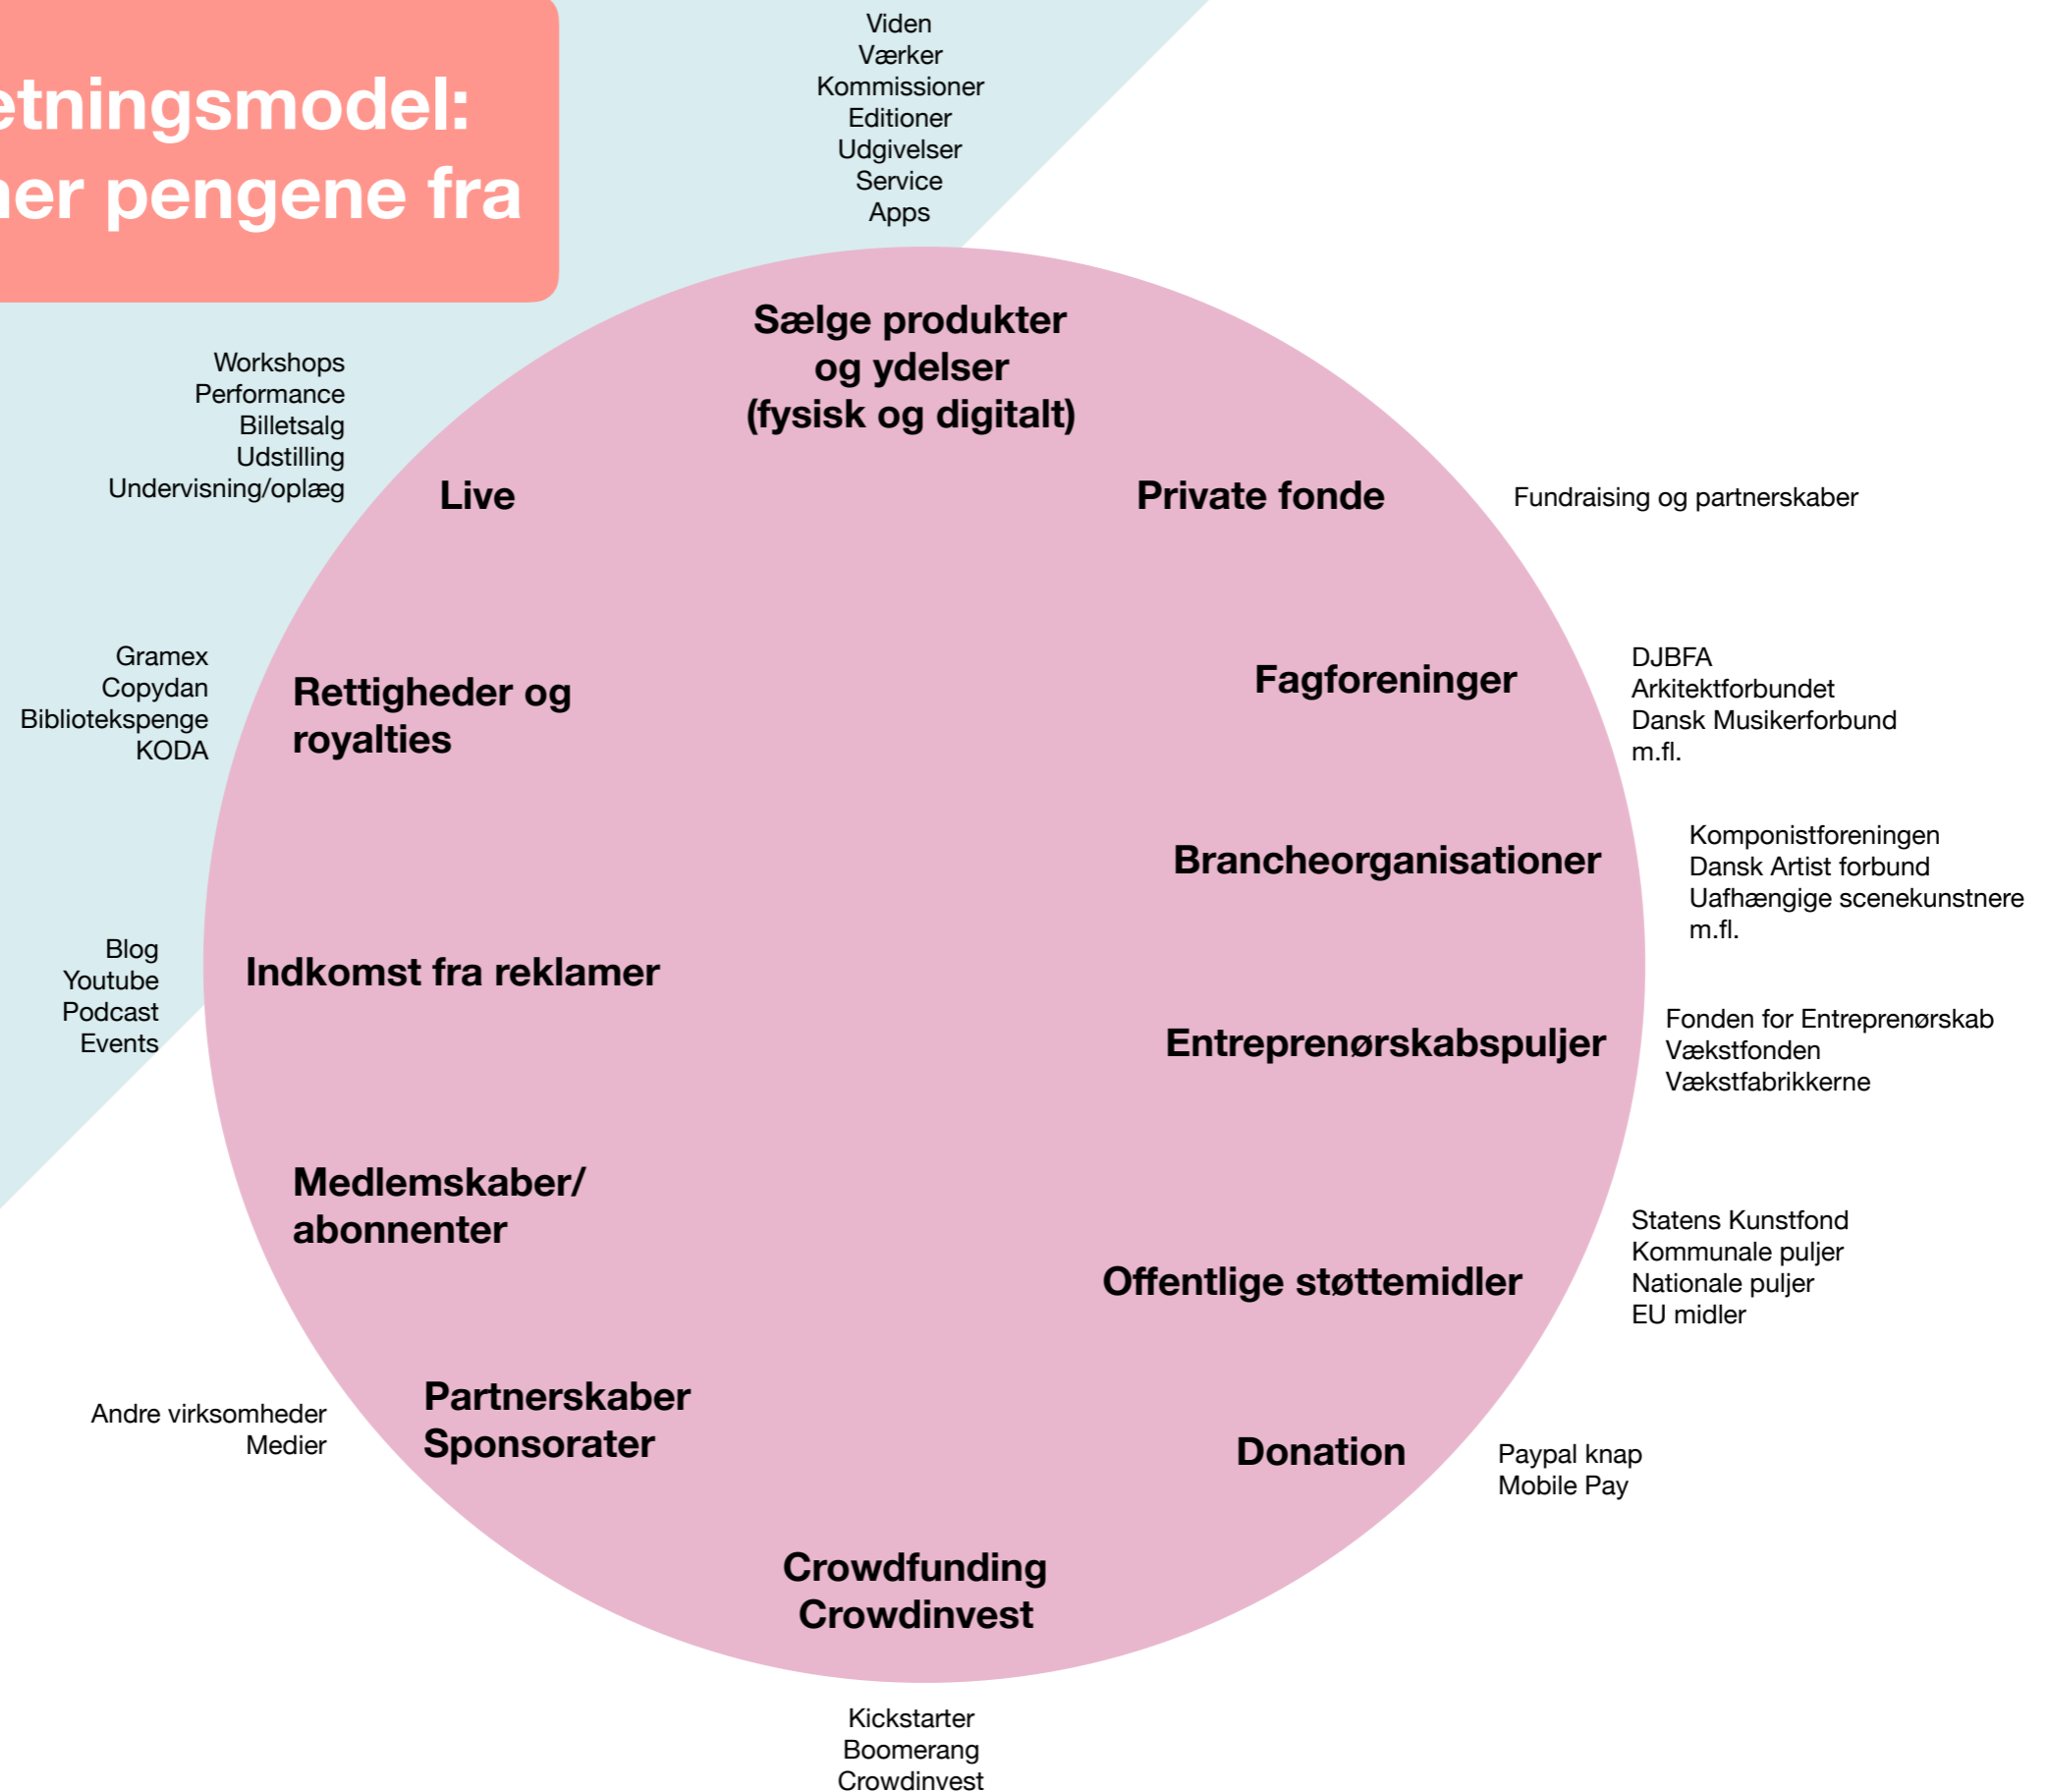 etningsmodel:
er pengene fra
Viden
Værker
Kommissioner
Editioner
Udgivelser
Service
Apps
Sælge produkter
og ydelser
(fysisk og digitalt)
Workshops
Performance
Billetsalg
Udstilling
Undervisning/oplæg
Live
Private fonde
Fundraising og partnerskaber
Gramex
Copydan
Bibliotekspenge
KODA
Rettigheder og
royalties
Fagforeninger
DJBFA
Arkitektforbundet
Dansk Musikerforbund
m.fl.
Brancheorganisationer
Komponistforeningen
Dansk Artist forbund
Uafhængige scenekunstnere
m.fl.
Blog
Youtube
Podcast
Events
Indkomst fra reklamer
Entreprenørskabspuljer
Fonden for Entreprenørskab
Vækstfonden
Vækstfabrikkerne
Medlemskaber/
abonnenter
Offentlige støttemidler
Statens Kunstfond
Kommunale puljer
Nationale puljer
EU midler
Andre virksomheder
Medier
Partnerskaber
Sponsorater
Donation
Paypal knap
Mobile Pay
Crowdfunding
Crowdinvest
Kickstarter
Boomerang
Crowdinvest